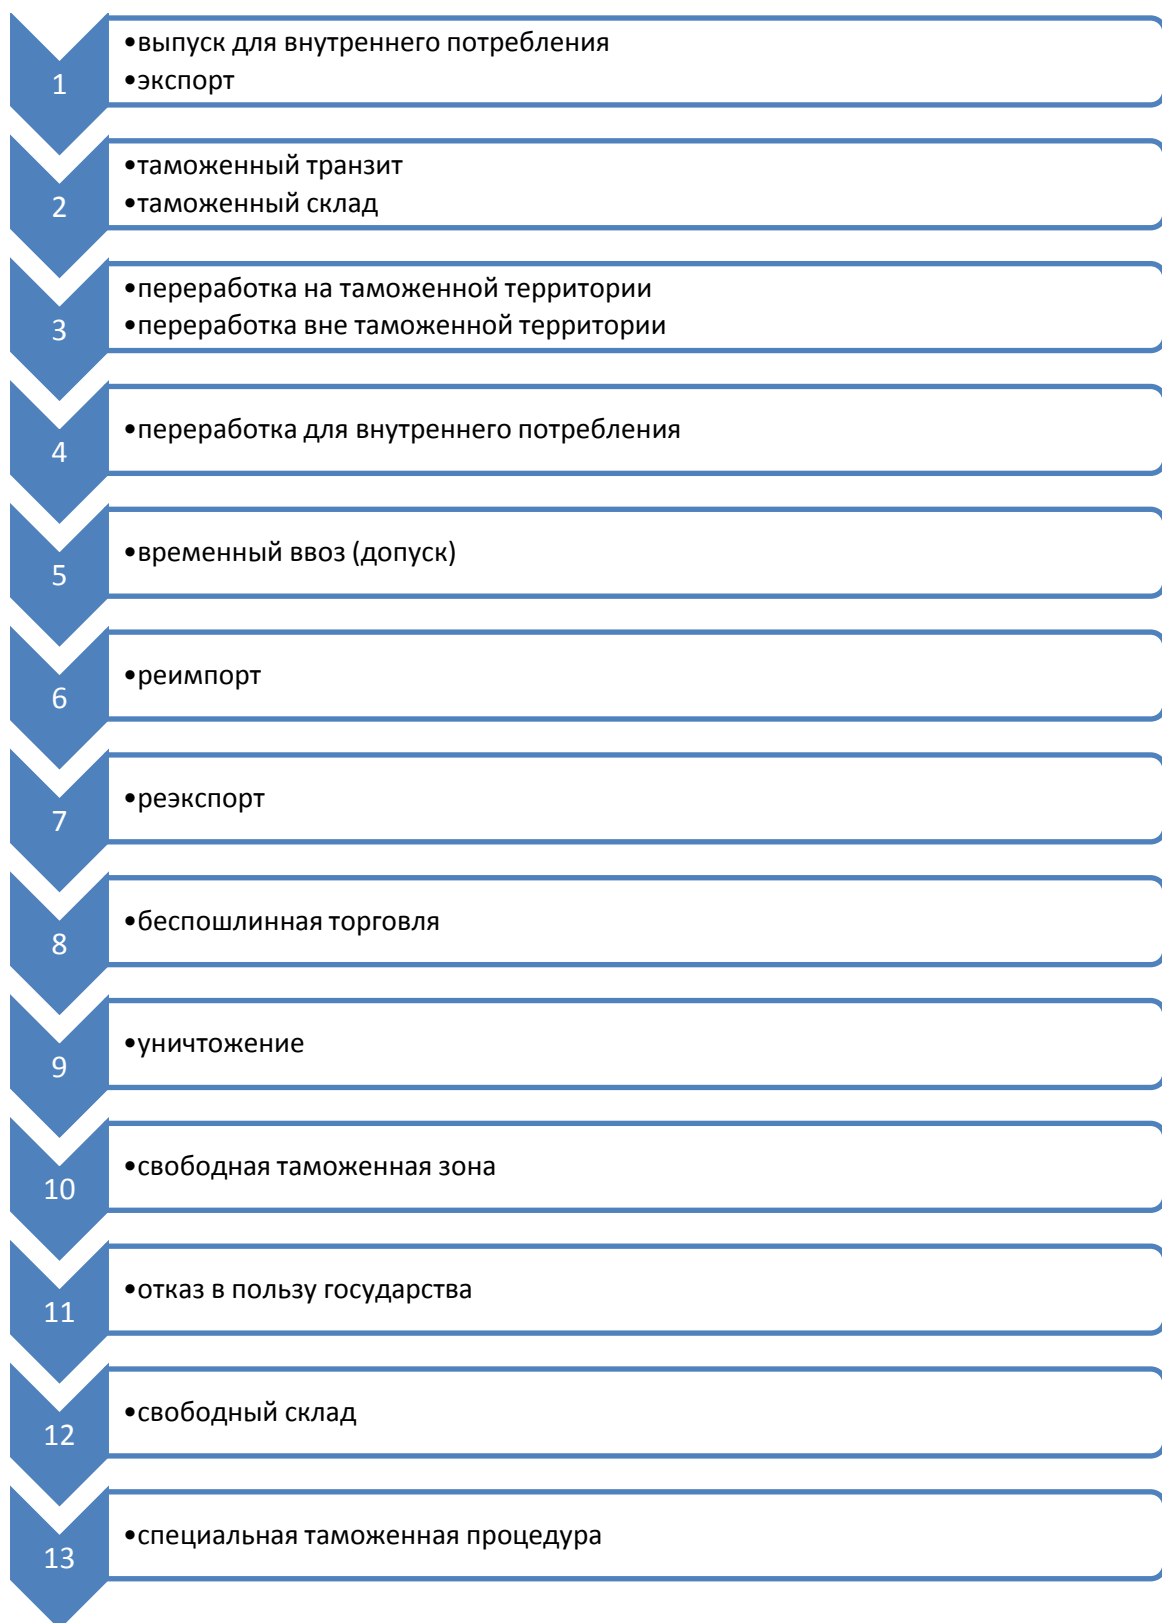 •выпуск для внутреннего потребления
•экспорт
1
•таможенный транзит
•таможенный склад
2
•переработка на таможенной территории
•переработка вне таможенной территории
3
•переработка для внутреннего потребления
4
•временный ввоз (допуск)
5
•реимпорт
6
•реэкспорт
7
•беспошлинная торговля
8
•уничтожение
9
•свободная таможенная зона
10
•отказ в пользу государства
11
•свободный склад
12
•специальная таможенная процедура
13